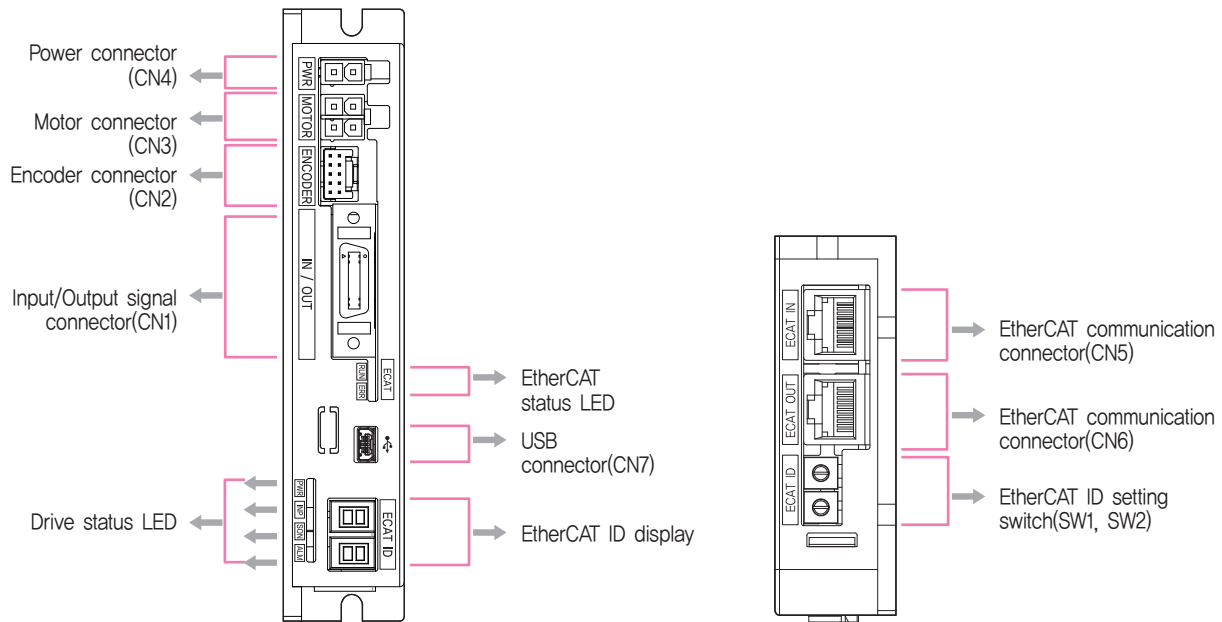 Power connector
(CN4)
Motor connector
(CN3)
Encoder connector
(CN2)
Input/Output signal
connector(CN1)
Drive status LED
PWR
MOTOR
ENCODER
IN / OUT
ECAT
RUN
ERR
PWR
INP
SON
ALM
ECAT ID
EtherCAT
status LED
USB
connector(CN7)
EtherCAT ID display
ECAT IN
ECAT OUT
ECAT ID
EtherCAT communication
connector(CN5)
EtherCAT communication
connector(CN6)
EtherCAT ID setting
switch(SW1, SW2)